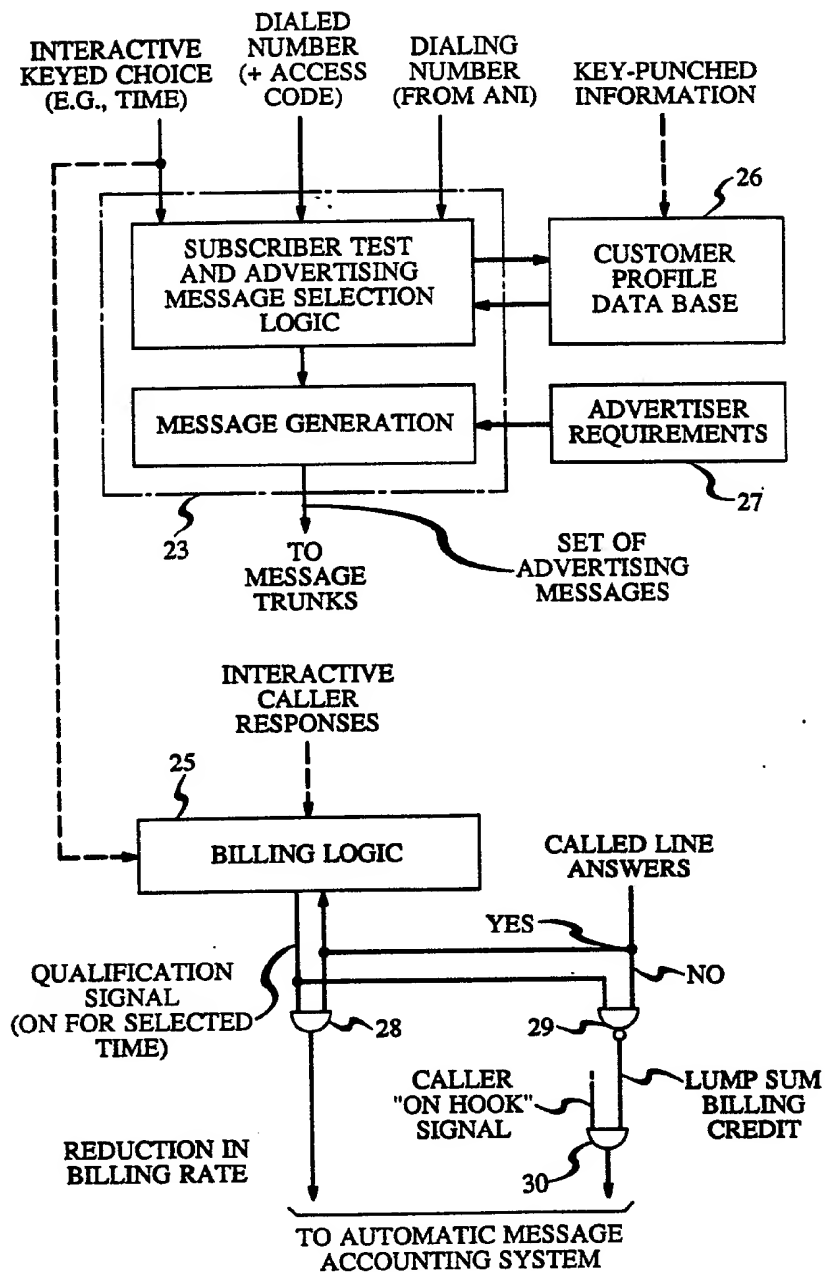 INTERACTIVE
KEYED CHOICE
(E.G., TIME)
DIALED
NUMBER
(+ ACCESS
CODE)
DIALING
NUMBER
(FROM ANI)
KEY-PUNCHED
INFORMATION
26
SUBSCRIBER TEST
AND ADVERTISING
MESSAGE SELECTION
LOGIC
CUSTOMER
PROFILE
DATA BASE
MESSAGE GENERATION
ADVERTISER
REQUIREMENTS
23
27
TO
MESSAGE
TRUNKS
SET OF
ADVERTISING
MESSAGES
INTERACTIVE
CALLER
RESPONSES
25
BILLING LOGIC
CALLED LINE
ANSWERS
YES
NO
QUALIFICATION
SIGNAL
(ON FOR SELECTED
TIME)
28
29
CALLER
"ON HOOK"
SIGNAL
LUMP SUM
BILLING
CREDIT
REDUCTION IN
BILLING RATE
30
TO AUTOMATIC MESSAGE
ACCOUNTING SYSTEM